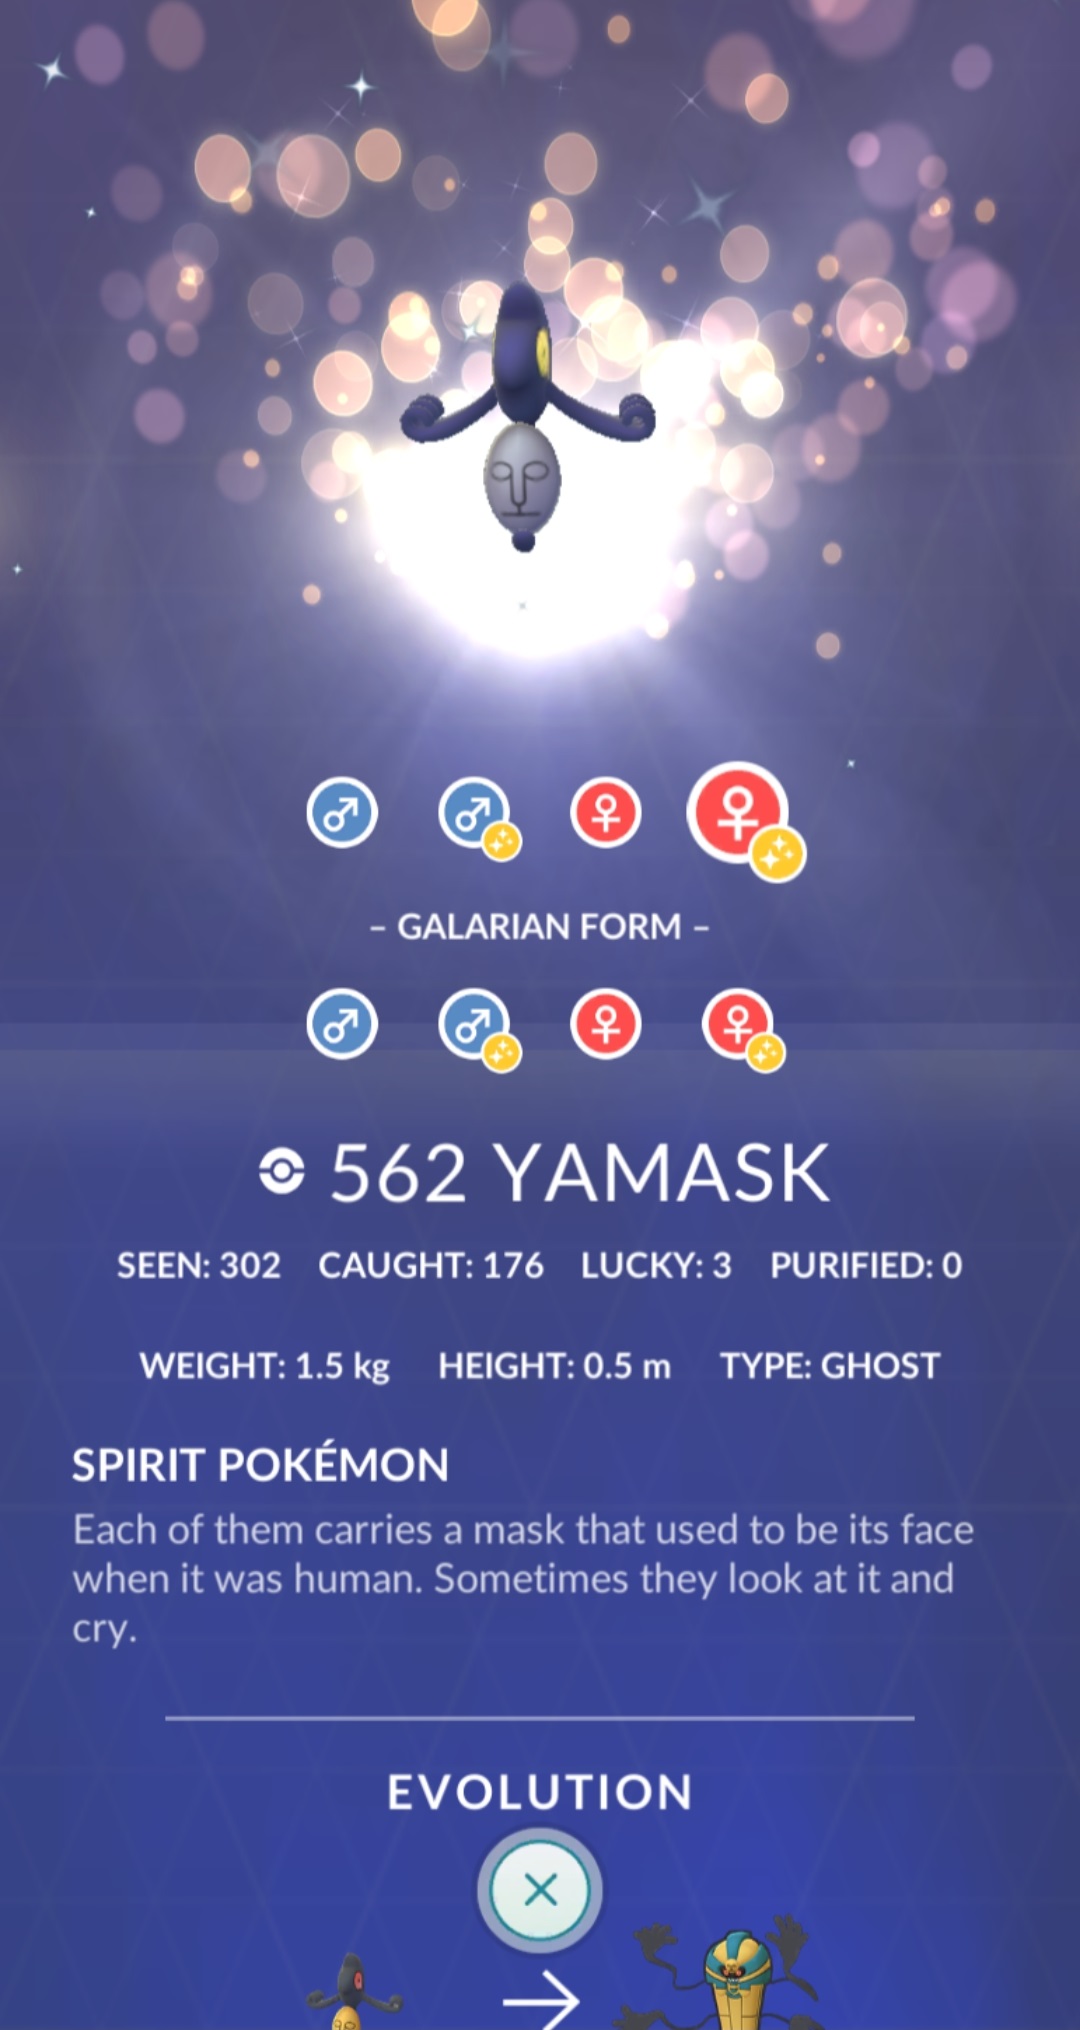 – GALARIAN FORM –
562 YAMASK
SEEN: 302 CAUGHT: 176 LUCKY: 3 PURIFIED: 0
WEIGHT: 1.5 kg HEIGHT: 0.5 m TYPE: GHOST
SPIRIT POKÉMON
Each of them carries a mask that used to be its face
when it was human. Sometimes they look at it and
cry.
EVOLUTION